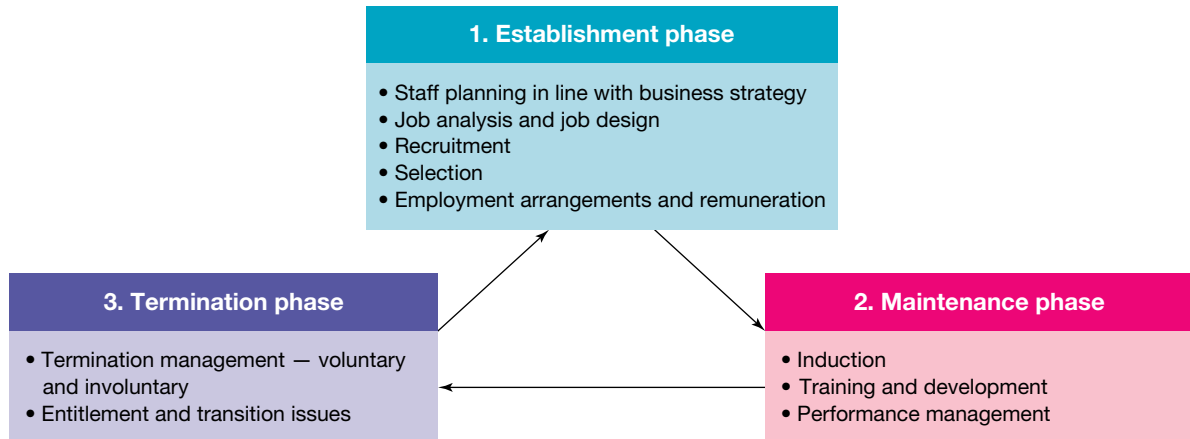 1. Establishment phase
• Staff planning in line with business strategy
• Job analysis and job design
• Recruitment
• Selection
• Employment arrangements and remuneration
3. Termination phase
• Termination management — voluntary
and involuntary
• Entitlement and transition issues
2. Maintenance phase
• Induction
• Training and development
• Performance management